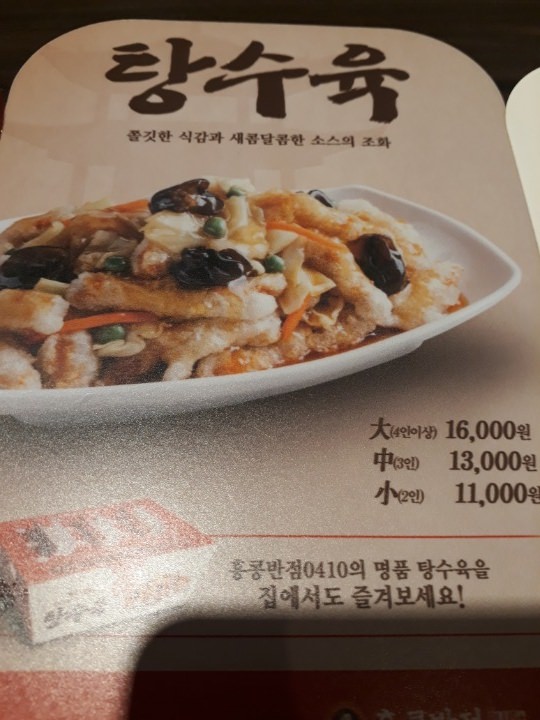 탕수육
쫄깃한 식감과 새콤달콤한 소스의 조화
大(4인이상) 16,000원
中(3인) 13,000원
小(2인) 11,000원
홍콩반점0410의 명품 탕수육을
집에서도 즐겨보세요!
탕수육